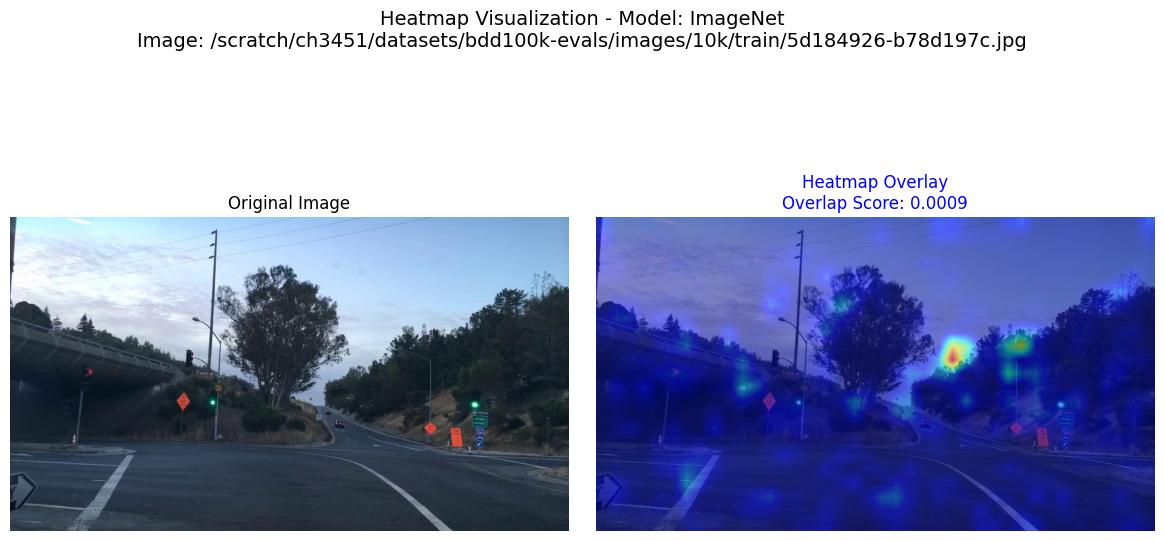 Heatmap Visualization - Model: ImageNet
Image: /scratch/ch3451/datasets/bdd100k-evals/images/10k/train/5d184926-b78d197c.jpg
Original Image
Heatmap Overlay
Overlap Score: 0.0009